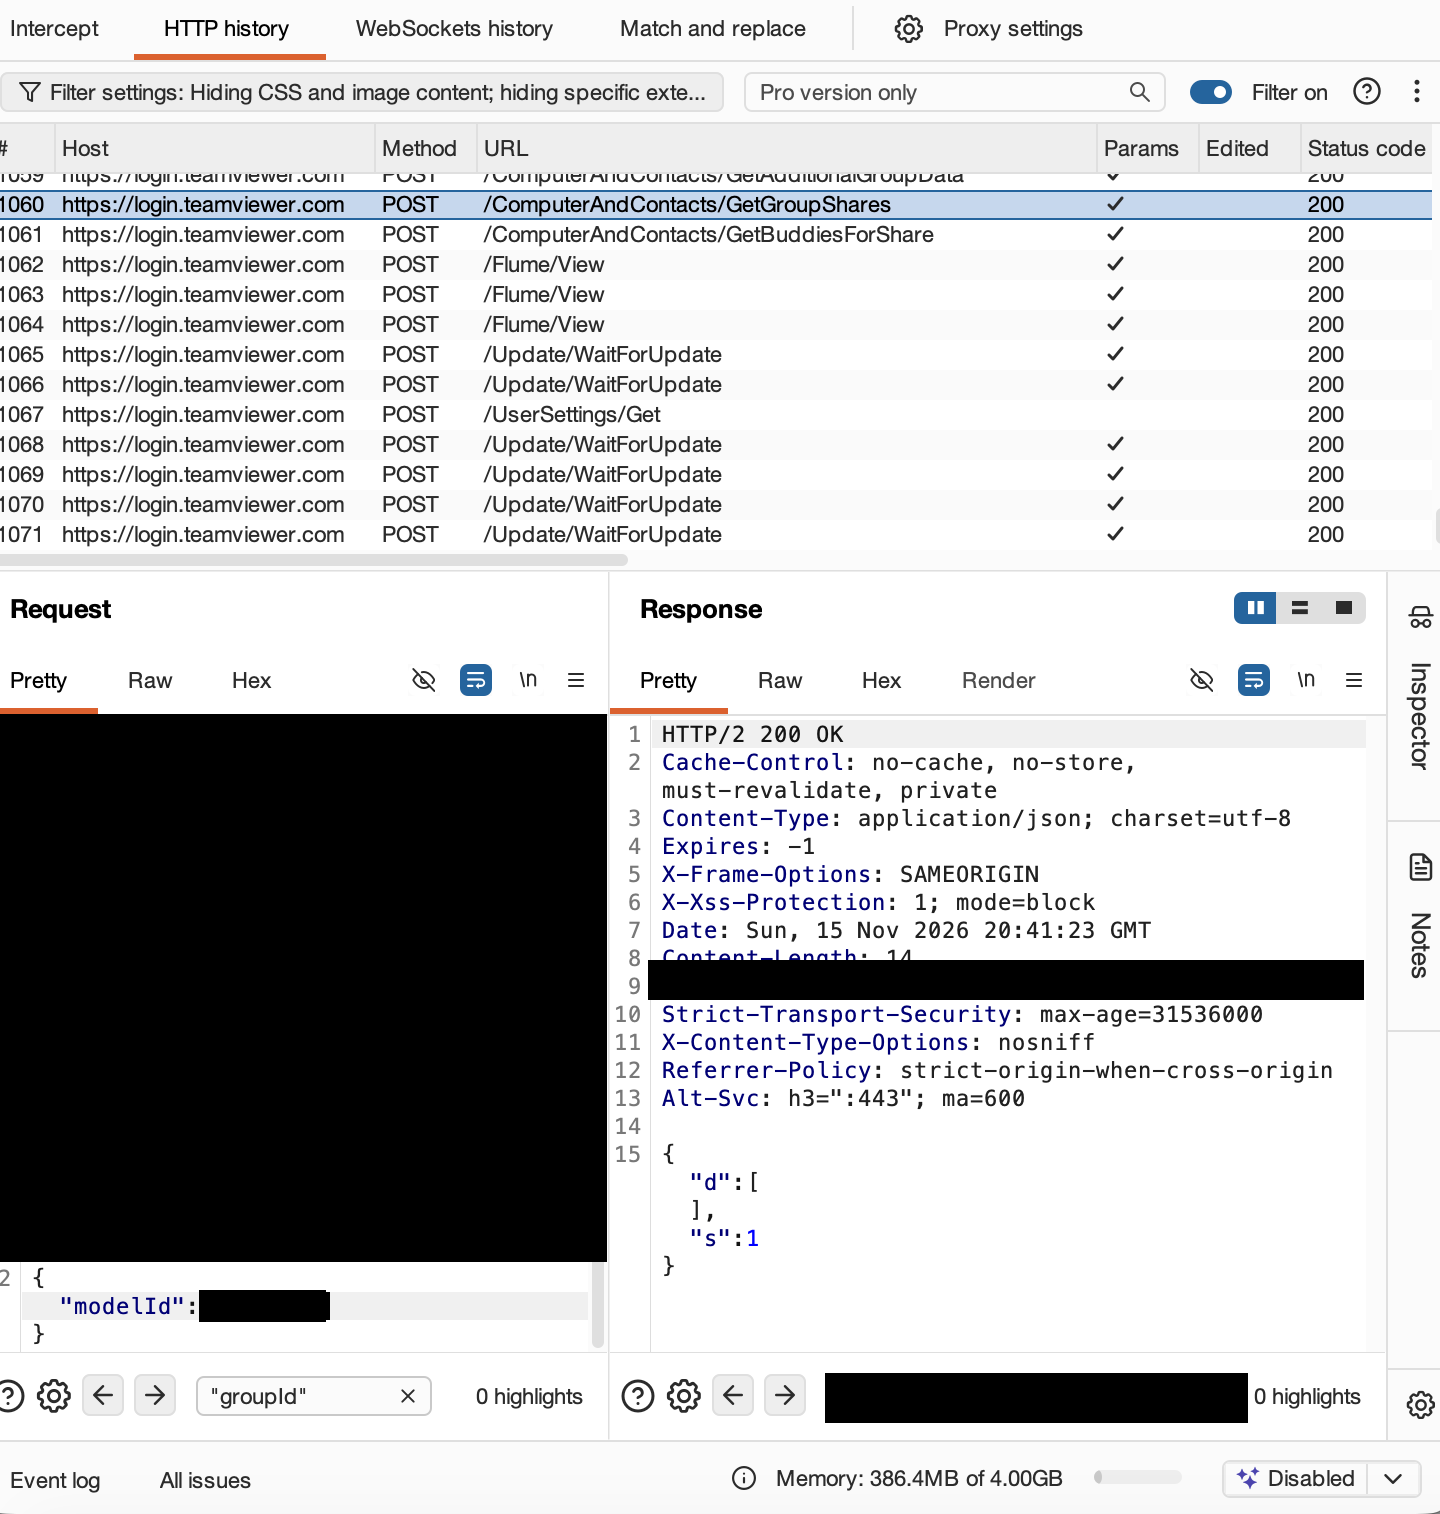 Intercept HTTP history WebSockets history Match and replace Proxy settings
Filter settings: Hiding CSS and image content; hiding specific exte... Pro version only Filter on
# Host Method URL Params Edited Status code
1059 https://login.teamviewer.com POST /ComputerAndContacts/GetAdditionalGroupData ✓ 200
1060 https://login.teamviewer.com POST /ComputerAndContacts/GetGroupShares ✓ 200
1061 https://login.teamviewer.com POST /ComputerAndContacts/GetBuddiesForShare ✓ 200
1062 https://login.teamviewer.com POST /Flume/View ✓ 200
1063 https://login.teamviewer.com POST /Flume/View ✓ 200
1064 https://login.teamviewer.com POST /Flume/View ✓ 200
1065 https://login.teamviewer.com POST /Update/WaitForUpdate ✓ 200
1066 https://login.teamviewer.com POST /Update/WaitForUpdate ✓ 200
1067 https://login.teamviewer.com POST /UserSettings/Get 200
1068 https://login.teamviewer.com POST /Update/WaitForUpdate ✓ 200
1069 https://login.teamviewer.com POST /Update/WaitForUpdate ✓ 200
1070 https://login.teamviewer.com POST /Update/WaitForUpdate ✓ 200
1071 https://login.teamviewer.com POST /Update/WaitForUpdate ✓ 200
Request
Pretty Raw Hex \n
2 {
"modelId":
}
"groupId" 0 highlights
Response
Pretty Raw Hex Render \n
1 HTTP/2 200 OK
2 Cache-Control: no-cache, no-store,
must-revalidate, private
3 Content-Type: application/json; charset=utf-8
4 Expires: -1
5 X-Frame-Options: SAMEORIGIN
6 X-Xss-Protection: 1; mode=block
7 Date: Sun, 15 Nov 2026 20:41:23 GMT
8 Content-Length: 14
9
10 Strict-Transport-Security: max-age=31536000
11 X-Content-Type-Options: nosniff
12 Referrer-Policy: strict-origin-when-cross-origin
13 Alt-Svc: h3=":443"; ma=600
14
15 {
"d":[
],
"s":1
}
0 highlights
Inspector
Notes
Event log All issues Memory: 386.4MB of 4.00GB Disabled